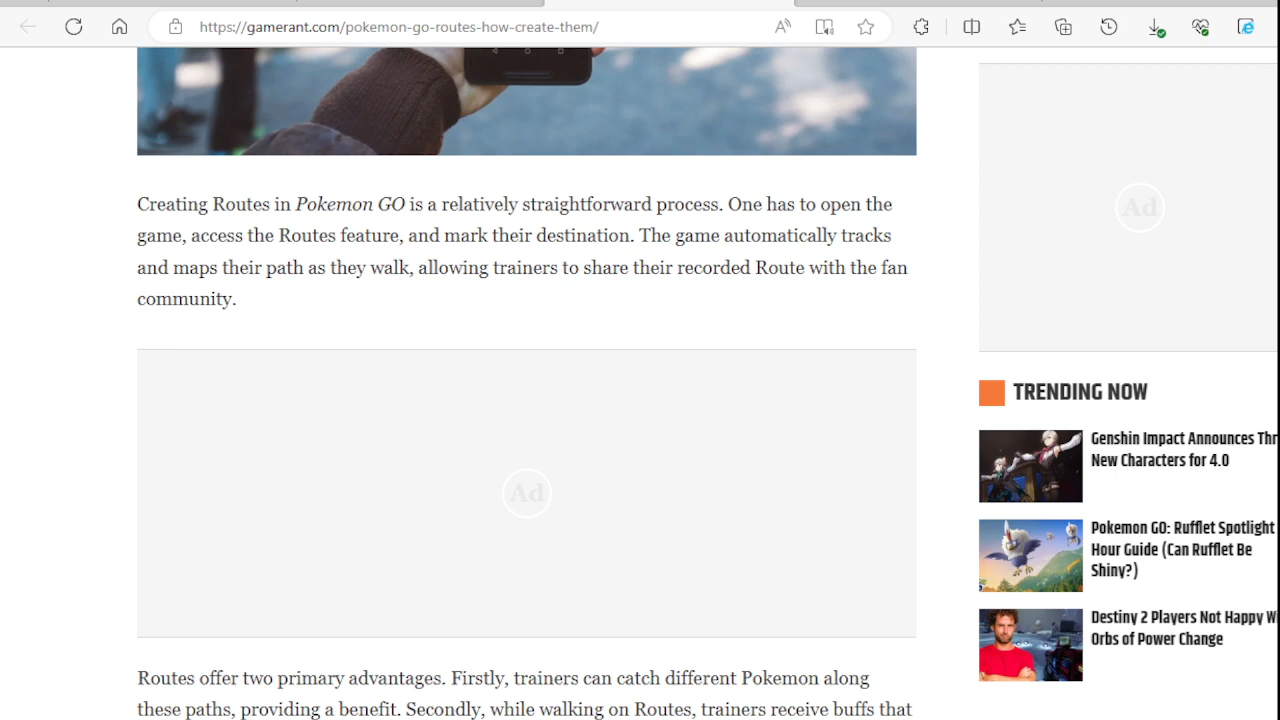 https://gamerant.com/pokemon-go-routes-how-create-them/
Creating Routes in Pokemon GO is a relatively straightforward process. One has to open the
game, access the Routes feature, and mark their destination. The game automatically tracks
and maps their path as they walk, allowing trainers to share their recorded Route with the fan
community.
Ad
Routes offer two primary advantages. Firstly, trainers can catch different Pokemon along
these paths, providing a benefit. Secondly, while walking on Routes, trainers receive buffs that
Ad
TRENDING NOW
Genshin Impact Announces Thr
New Characters for 4.0
Pokemon GO: Rufflet Spotlight
Hour Guide (Can Rufflet Be
Shiny?)
Destiny 2 Players Not Happy Wi
Orbs of Power Change